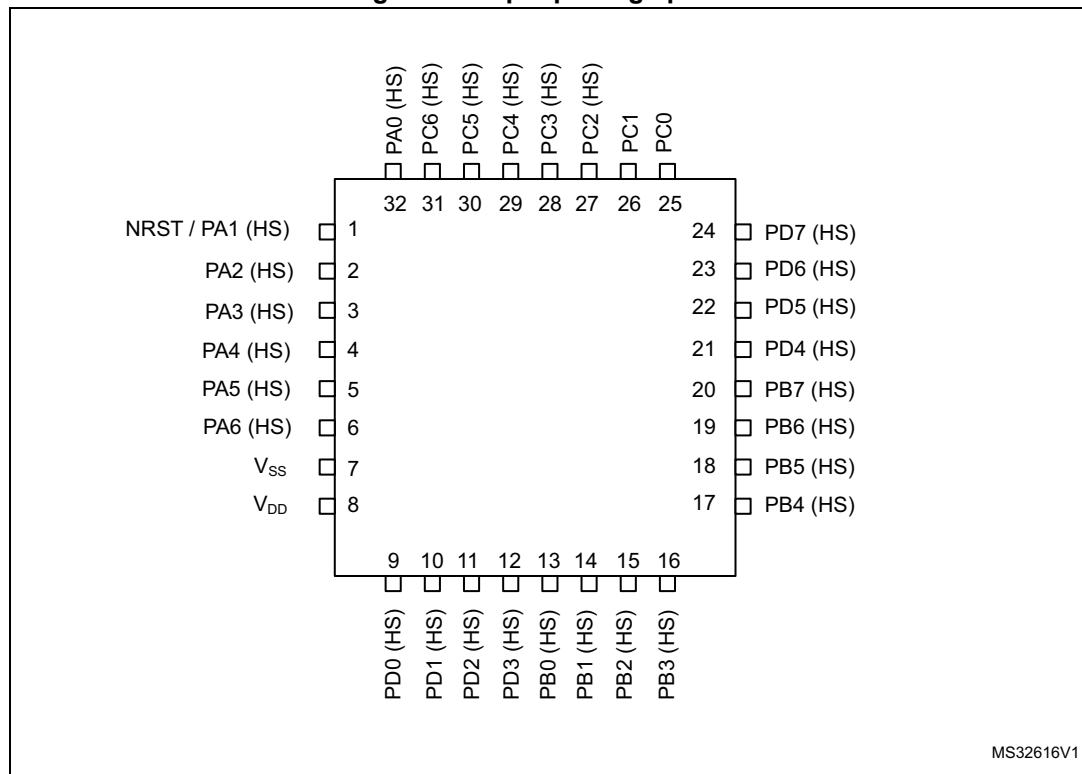 PA0 (HS)
PC6 (HS)
PC5 (HS)
PC4 (HS)
PC3 (HS)
PC2 (HS)
PC1
PC0
32 31 30 29 28 27 26 25
NRST / PA1 (HS) 1 24 PD7 (HS)
PA2 (HS) 2 23 PD6 (HS)
PA3 (HS) 3 22 PD5 (HS)
PA4 (HS) 4 21 PD4 (HS)
PA5 (HS) 5 20 PB7 (HS)
PA6 (HS) 6 19 PB6 (HS)
VSS 7 18 PB5 (HS)
VDD 8 17 PB4 (HS)
9 10 11 12 13 14 15 16
PD0 (HS)
PD1 (HS)
PD2 (HS)
PD3 (HS)
PB0 (HS)
PB1 (HS)
PB2 (HS)
PB3 (HS)
MS32616V1